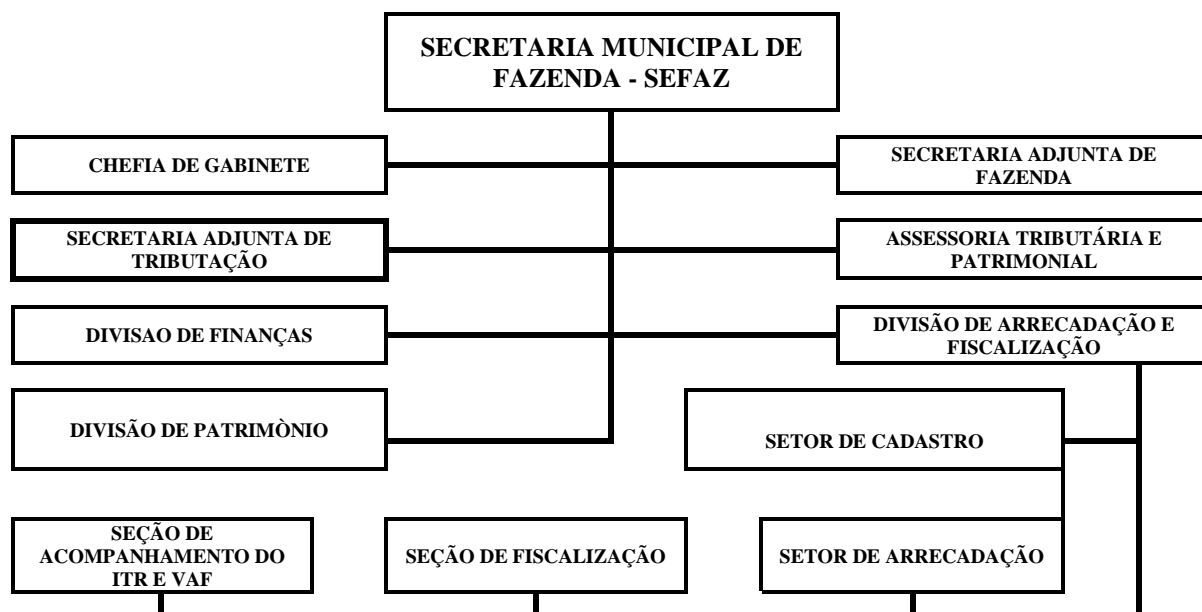 SECRETARIA MUNICIPAL DE
FAZENDA - SEFAZ
CHEFIA DE GABINETE
SECRETARIA ADJUNTA DE
FAZENDA
SECRETARIA ADJUNTA DE
TRIBUTAÇÃO
ASSESSORIA TRIBUTÁRIA E
PATRIMONIAL
DIVISAO DE FINANÇAS
DIVISÃO DE ARRECADAÇÃO E
FISCALIZAÇÃO
DIVISÃO DE PATRIMÒNIO
SETOR DE CADASTRO
SEÇÃO DE
ACOMPANHAMENTO DO
ITR E VAF
SEÇÃO DE FISCALIZAÇÃO
SETOR DE ARRECADAÇÃO